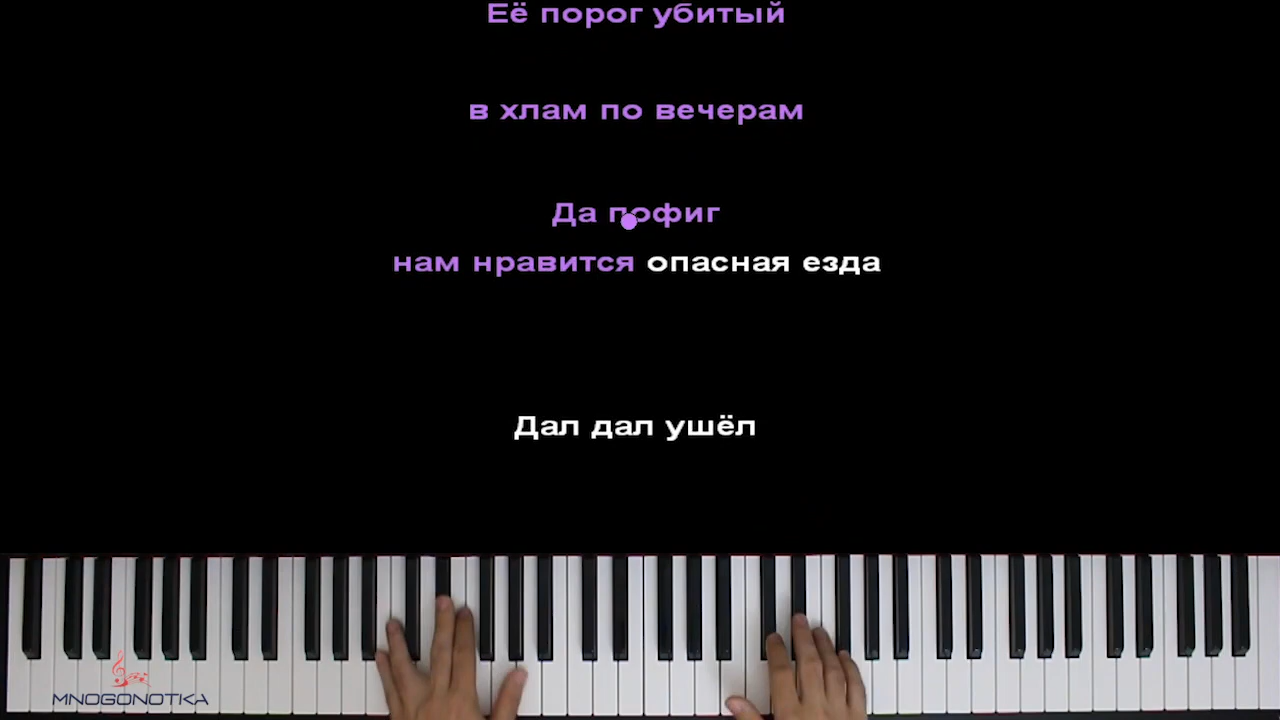 Её порог убитый
в хлам по вечерам
Да пофиг
нам нравится опасная езда
Дал дал ушёл
MNOGONOTKA